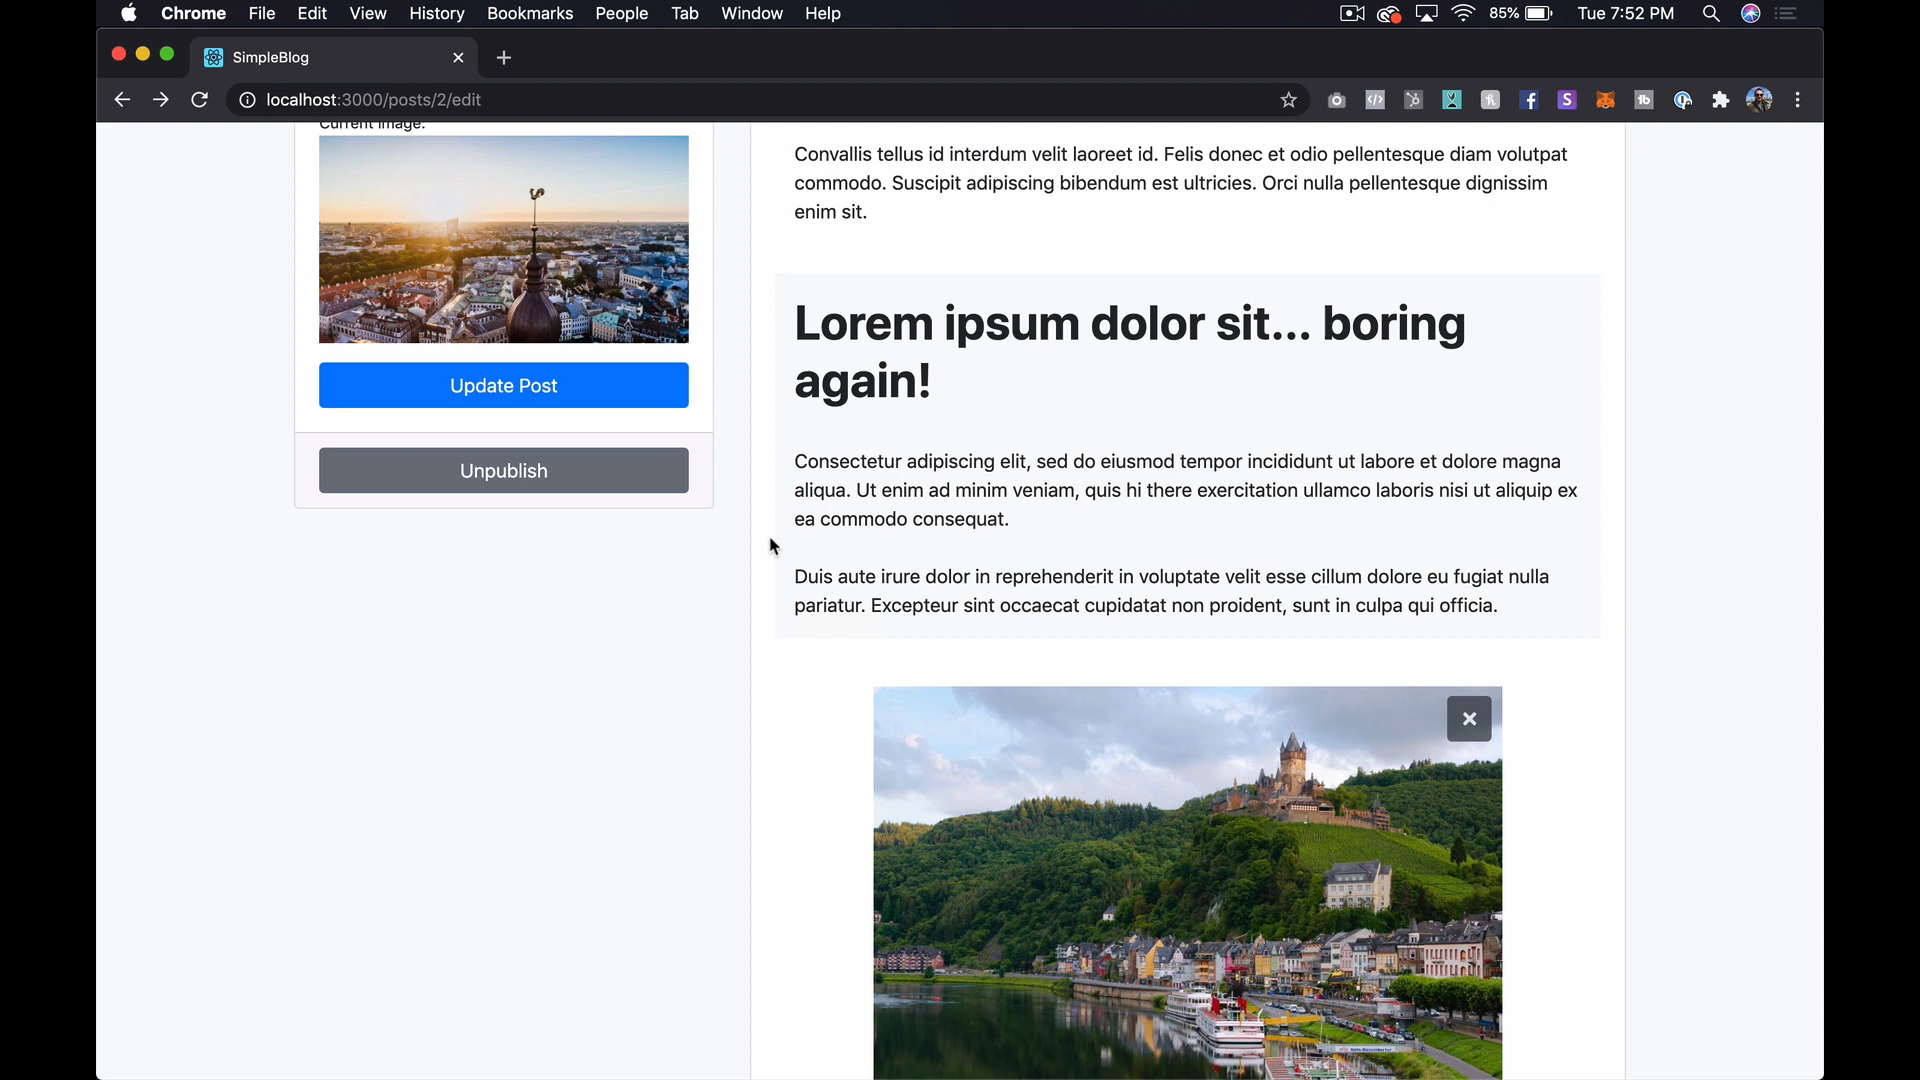 Chrome File Edit View History Bookmarks People Tab Window Help 85% Tue 7:52 PM
SimpleBlog
localhost:3000/posts/2/edit
Current image:
Update Post
Unpublish
Convallis tellus id interdum velit laoreet id. Felis donec et odio pellentesque diam volutpat
commodo. Suscipit adipiscing bibendum est ultricies. Orci nulla pellentesque dignissim
enim sit.
Lorem ipsum dolor sit... boring
again!
Consectetur adipiscing elit, sed do eiusmod tempor incididunt ut labore et dolore magna
aliqua. Ut enim ad minim veniam, quis hi there exercitation ullamco laboris nisi ut aliquip ex
ea commodo consequat.
Duis aute irure dolor in reprehenderit in voluptate velit esse cillum dolore eu fugiat nulla
pariatur. Excepteur sint occaecat cupidatat non proident, sunt in culpa qui officia.